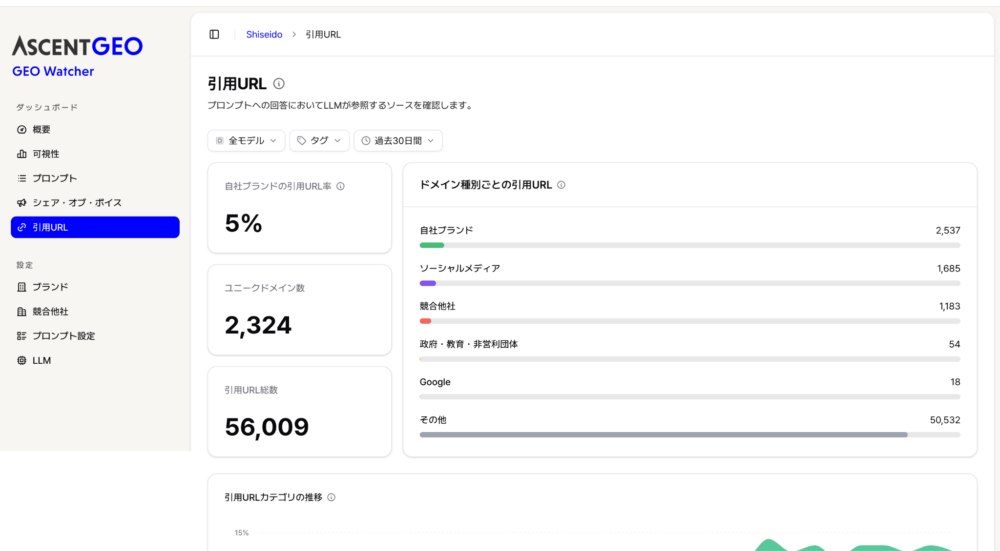 ASCENTGEO
GEO Watcher
ダッシュボード
概要
可視性
プロンプト
シェア・オブ・ボイス
引用URL
設定
ブランド
競合他社
プロンプト設定
LLM
Shiseido > 引用URL
引用URL
プロンプトへの回答においてLLMが参照するソースを確認します。
全モデル タグ 過去30日間
自社ブランドの引用URL率
5%
ユニークドメイン数
2,324
引用URL総数
56,009
ドメイン種別ごとの引用URL
自社ブランド 2,537
ソーシャルメディア 1,685
競合他社 1,183
政府・教育・非営利団体 54
Google 18
その他 50,532
引用URLカテゴリの推移
15%